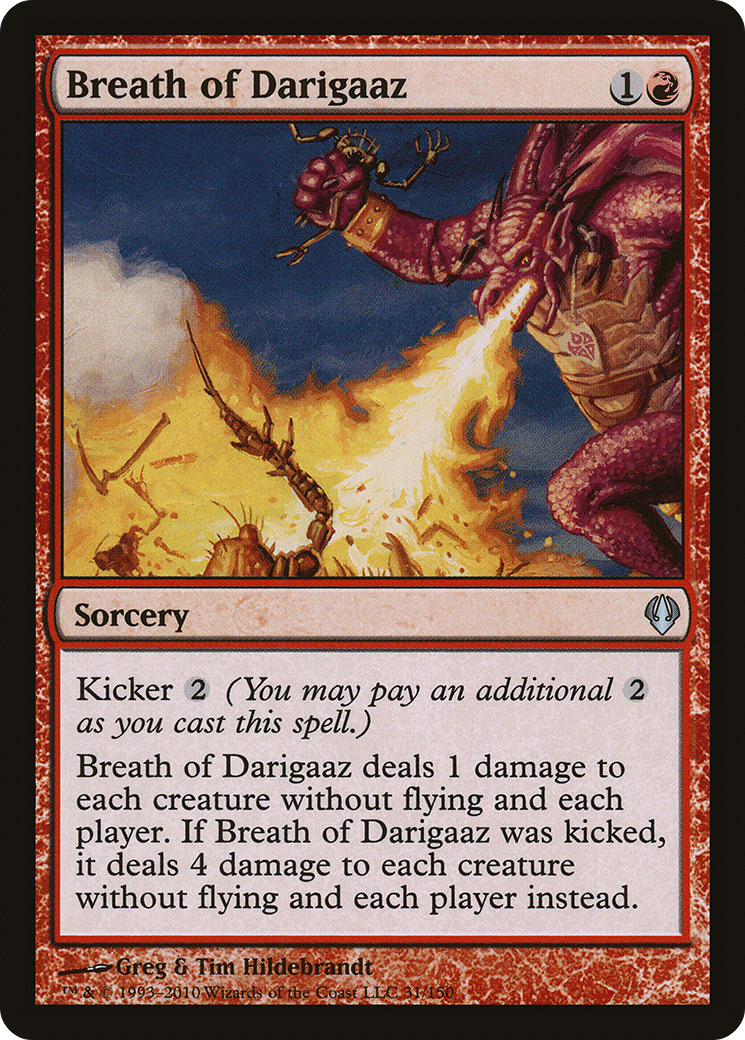 Breath of Darigaaz 1
Sorcery
Kicker 2 (You may pay an additional 2
as you cast this spell.)
Breath of Darigaaz deals 1 damage to
each creature without flying and each
player. If Breath of Darigaaz was kicked,
it deals 4 damage to each creature
without flying and each player instead.
Greg & Tim Hildebrandt
™ & © 1993–2010 Wizards of the Coast LLC 31/150